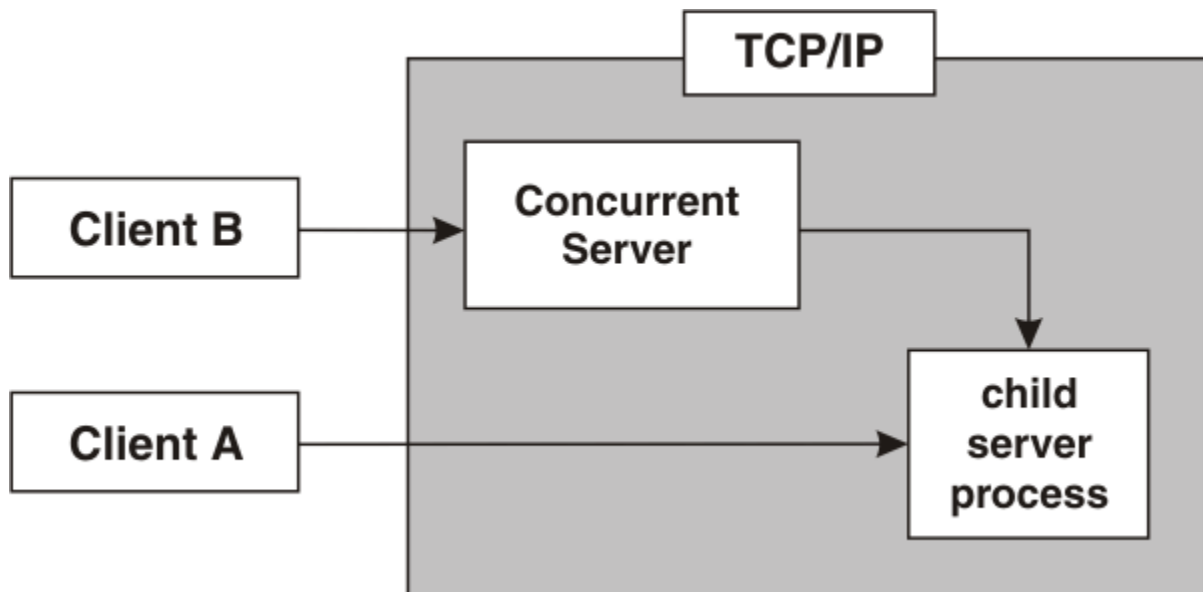 TCP/IP
Client B
Concurrent
Server
Client A
child
server
process